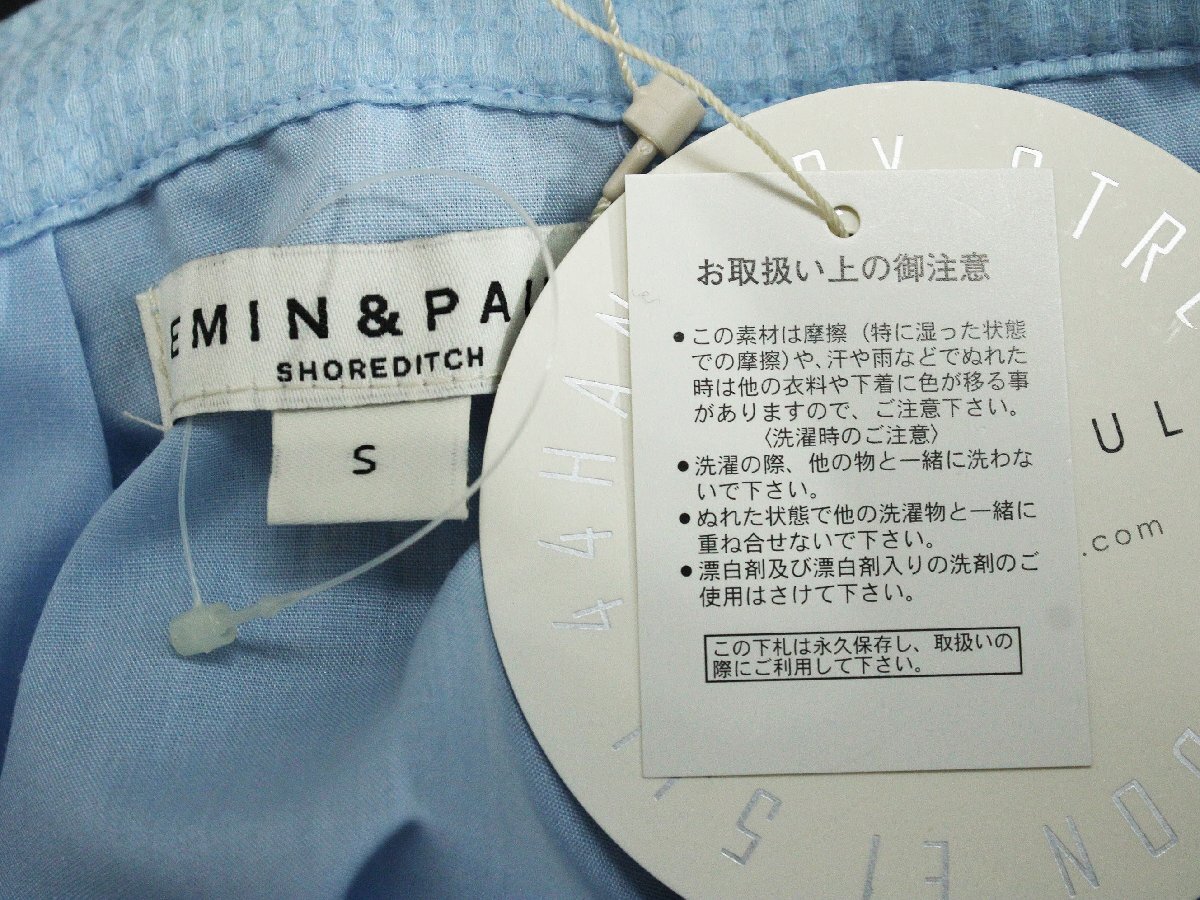 EMIN & PAU
SHOREDITCH
S
お取扱い上の御注意
●この素材は摩擦（特に湿った状態
での摩擦）や、汗や雨などでぬれた
時は他の衣料や下着に色が移る事
がありますので、ご注意下さい。
〈洗濯時のご注意〉
●洗濯の際、他の物と一緒に洗わな
いで下さい。
●ぬれた状態で他の洗濯物と一緒に
重ね合せないで下さい。
●漂白剤及び漂白剤入りの洗剤のご
使用はさけて下さい。
この下札は永久保存し、取扱いの
際にご利用して下さい。
44 HAN
RY STRE
UL
.com